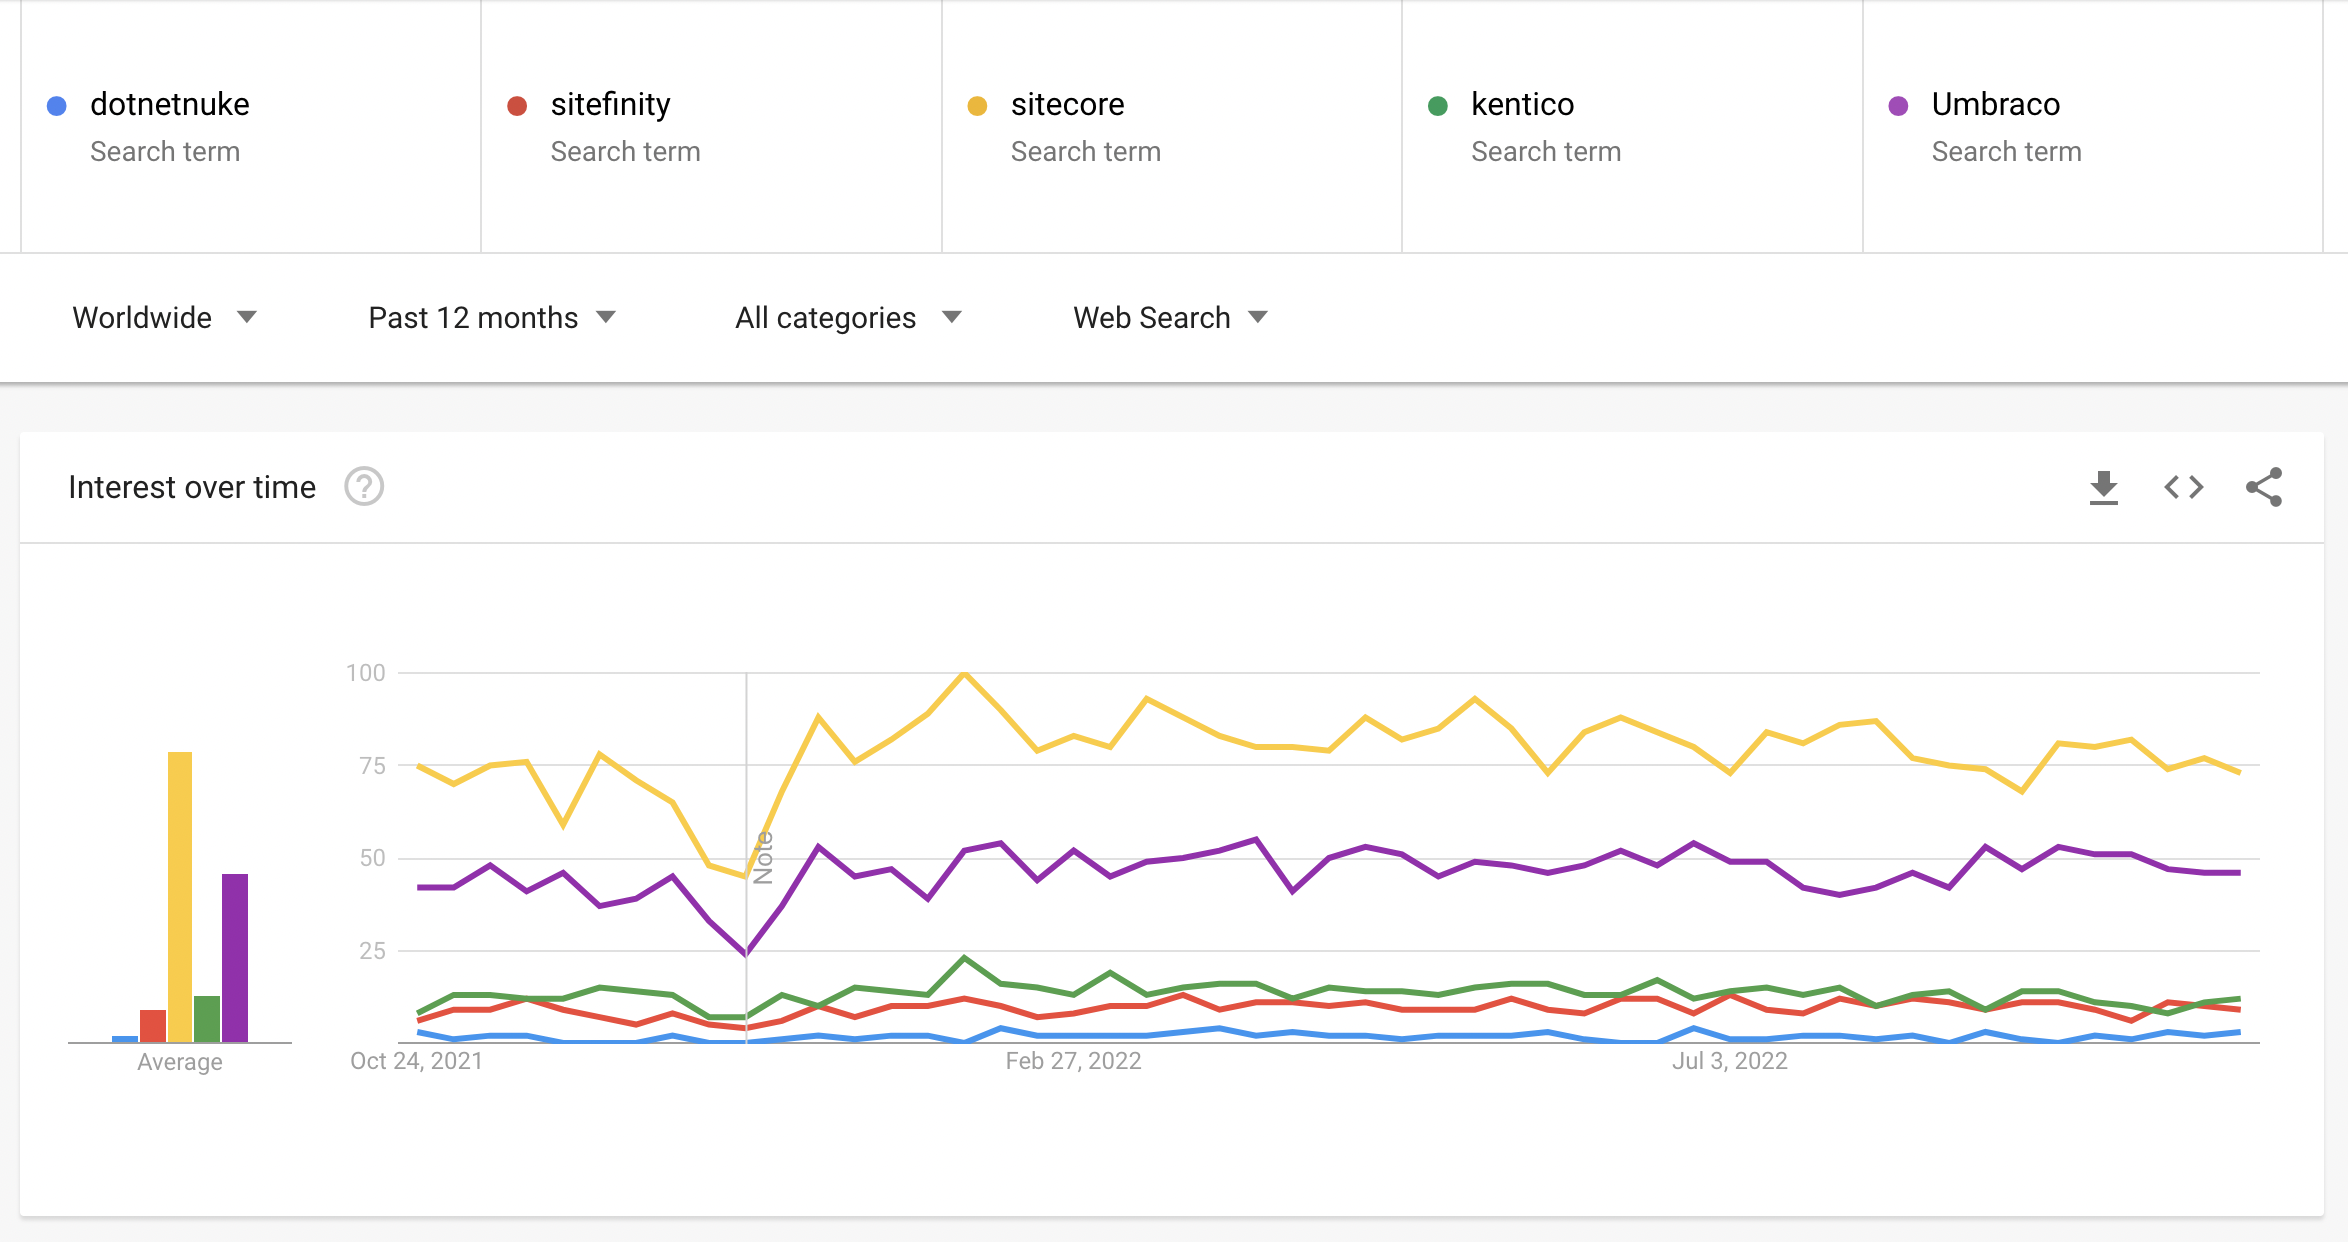 dotnetnuke
Search term
sitefinity
Search term
sitecore
Search term
kentico
Search term
Umbraco
Search term
Worldwide
Past 12 months
All categories
Web Search
Interest over time
?
100
75
50
25
Note
Average
Oct 24, 2021
Feb 27, 2022
Jul 3, 2022